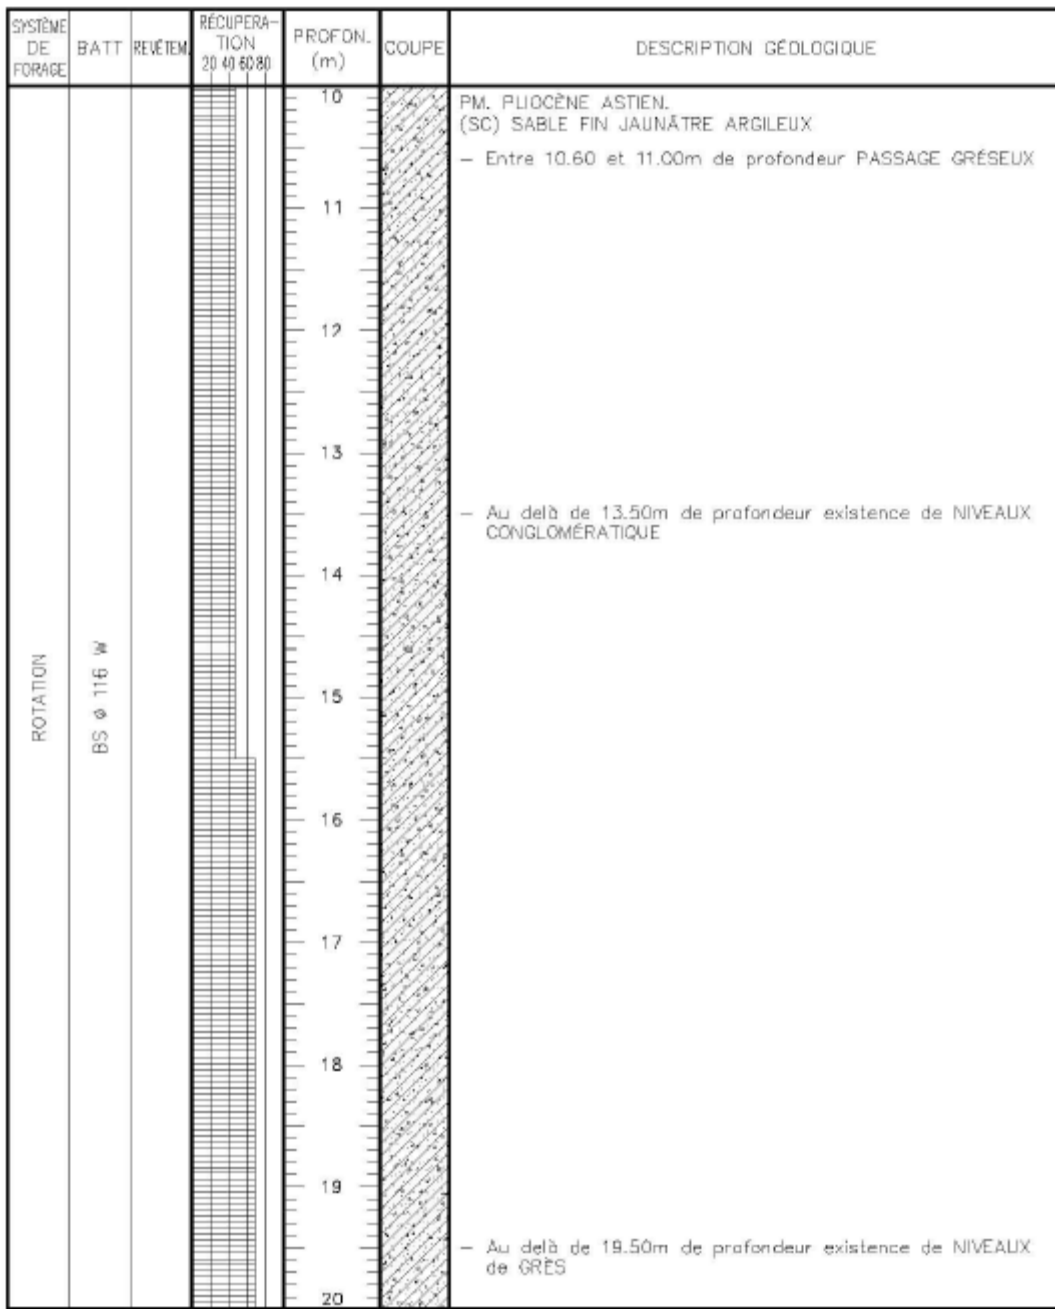 SYSTÈME
DE
FORAGE
BATT
REVÊTEM.
RÉCUPERA-
TION
20 40 60 80
PROFON.
(m)
COUPE
DESCRIPTION GÉOLOGIQUE
10
PM. PLIOCÈNE ASTIEN.
(SC) SABLE FIN JAUNÂTRE ARGILEUX
- Entre 10.60 et 11.00m de profondeur PASSAGE GRÉSEUX
11
12
13
- Au delà de 13.50m de profondeur existence de NIVEAUX
CONGLOMÉRATIQUE
14
ROTATION
BS ø 116 W
15
16
17
18
19
- Au delà de 19.50m de profondeur existence de NIVEAUX
de GRÈS
20